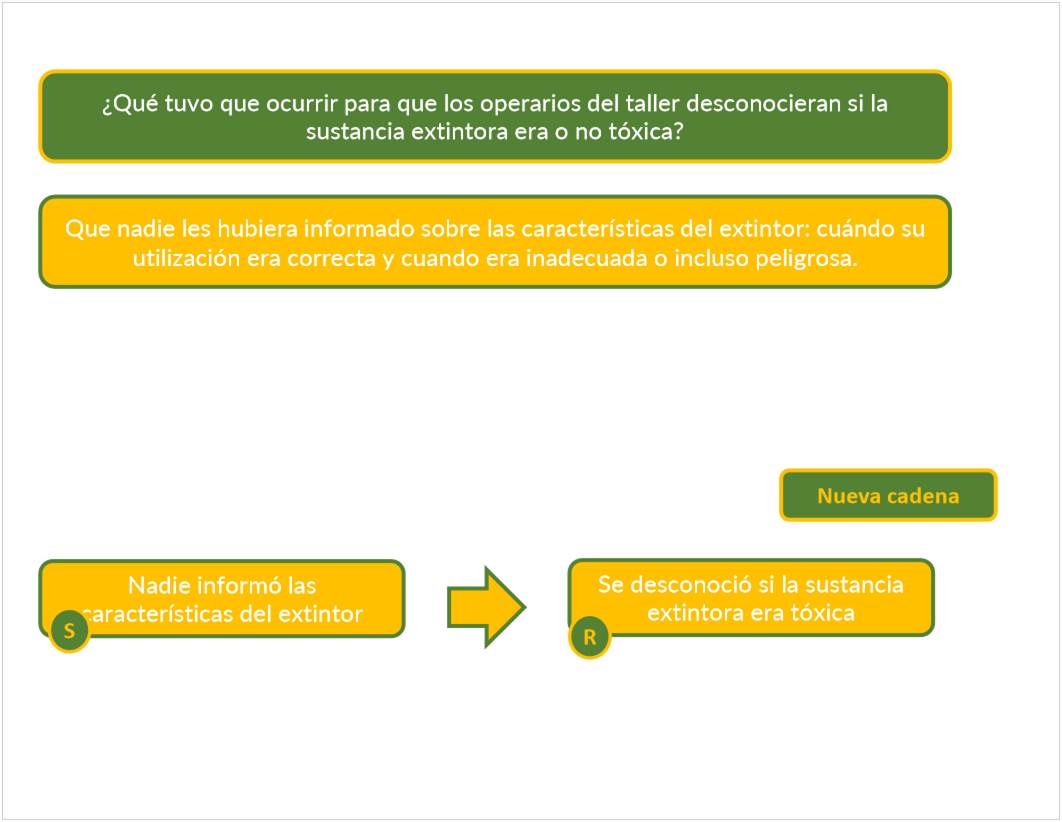 ¿Qué tuvo que ocurrir para que los operarios del taller desconocieran si la
sustancia extintora era o no tóxica?
Que nadie les hubiera informado sobre las características del extintor: cuándo su
utilización era correcta y cuando era inadecuada o incluso peligrosa.
Nueva cadena
Nadie informó las
características del extintor
S
Se desconoció si la sustancia
extintora era tóxica
R